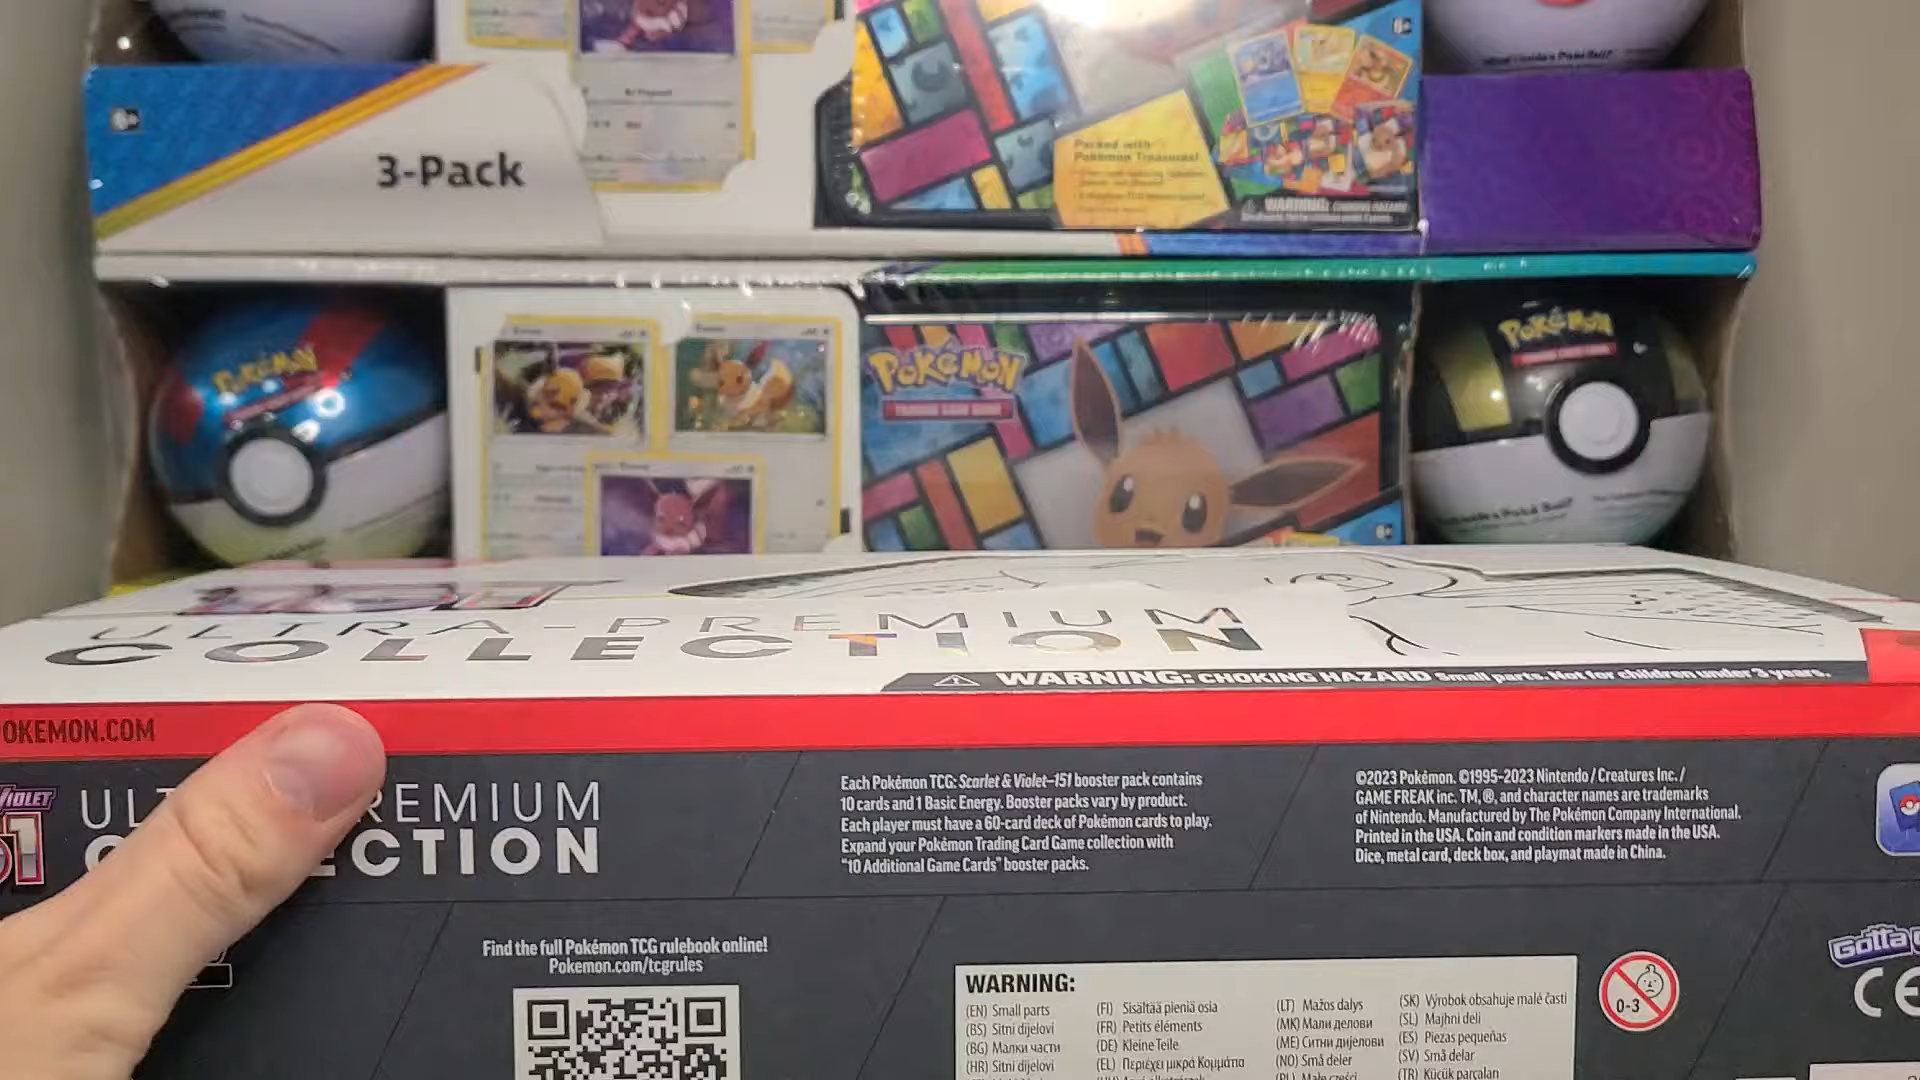 3-Pack
Packed with
Pokémon Treasures!
WARNING: CHOKING HAZARD
POKéMON
POKéMON
TRADING CARD GAME
POKéMON
ULTRA-PREMIUM
COLLECTION
WARNING: CHOKING HAZARD Small parts. Not for children under 3 years.
POKEMON.COM
VIOLET
UL REMIUM
ECTION
Each Pokémon TCG: Scarlet & Violet–151 booster pack contains
10 cards and 1 Basic Energy. Booster packs vary by product.
Each player must have a 60-card deck of Pokémon cards to play.
Expand your Pokémon Trading Card Game collection with
"10 Additional Game Cards" booster packs.
©2023 Pokémon. ©1995–2023 Nintendo / Creatures Inc. /
GAME FREAK inc. TM, ®, and character names are trademarks
of Nintendo. Manufactured by The Pokémon Company International.
Printed in the USA. Coin and condition markers made in the USA.
Dice, metal card, deck box, and playmat made in China.
Find the full Pokémon TCG rulebook online!
Pokemon.com/tcgrules
WARNING:
(EN) Small parts
(BS) Sitni dijelovi
(BG) Малки части
(HR) Sitni dijelovi
(FI) Sisältää pieniä osia
(FR) Petits éléments
(DE) Kleine Teile
(EL) Περιέχει μικρά Κομμάτια
(LT) Mažos dalys
(MK) Мали делови
(ME) Ситни дијелови
(NO) Små deler
(SK) Výrobok obsahuje malé časti
(SL) Majhni deli
(ES) Piezas pequeñas
(SV) Små delar
(TR) Küçük parçaları
0-3
Gotta
CE